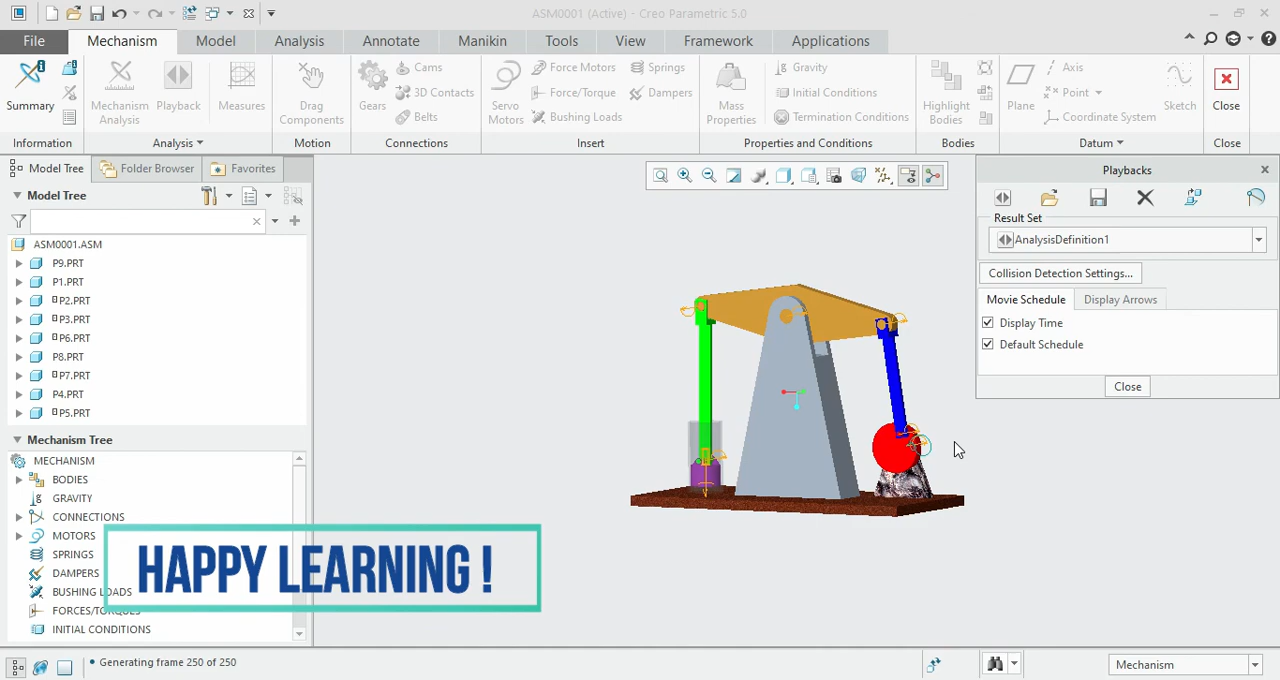 ASM0001 (Active) - Creo Parametric 5.0
File Mechanism Model Analysis Annotate Manikin Tools View Framework Applications
Summary
Mechanism Analysis
Playback
Measures
Drag Components
Gears
Cams
3D Contacts
Belts
Servo Motors
Force Motors
Force/Torque
Bushing Loads
Springs
Dampers
Mass Properties
Gravity
Initial Conditions
Termination Conditions
Highlight Bodies
Plane
Axis
Point
Coordinate System
Sketch
Close
Information Analysis Motion Connections Insert Properties and Conditions Bodies Datum Close
Model Tree Folder Browser Favorites
Model Tree
ASM0001.ASM
P9.PRT
P1.PRT
P2.PRT
P3.PRT
P6.PRT
P8.PRT
P7.PRT
P4.PRT
P5.PRT
Mechanism Tree
MECHANISM
BODIES
GRAVITY
CONNECTIONS
MOTORS
SPRINGS
DAMPERS
BUSHING LOADS
FORCES/TORQUES
INITIAL CONDITIONS
HAPPY LEARNING !
Playbacks
Result Set
AnalysisDefinition1
Collision Detection Settings...
Movie Schedule Display Arrows
Display Time
Default Schedule
Close
• Generating frame 250 of 250
Mechanism